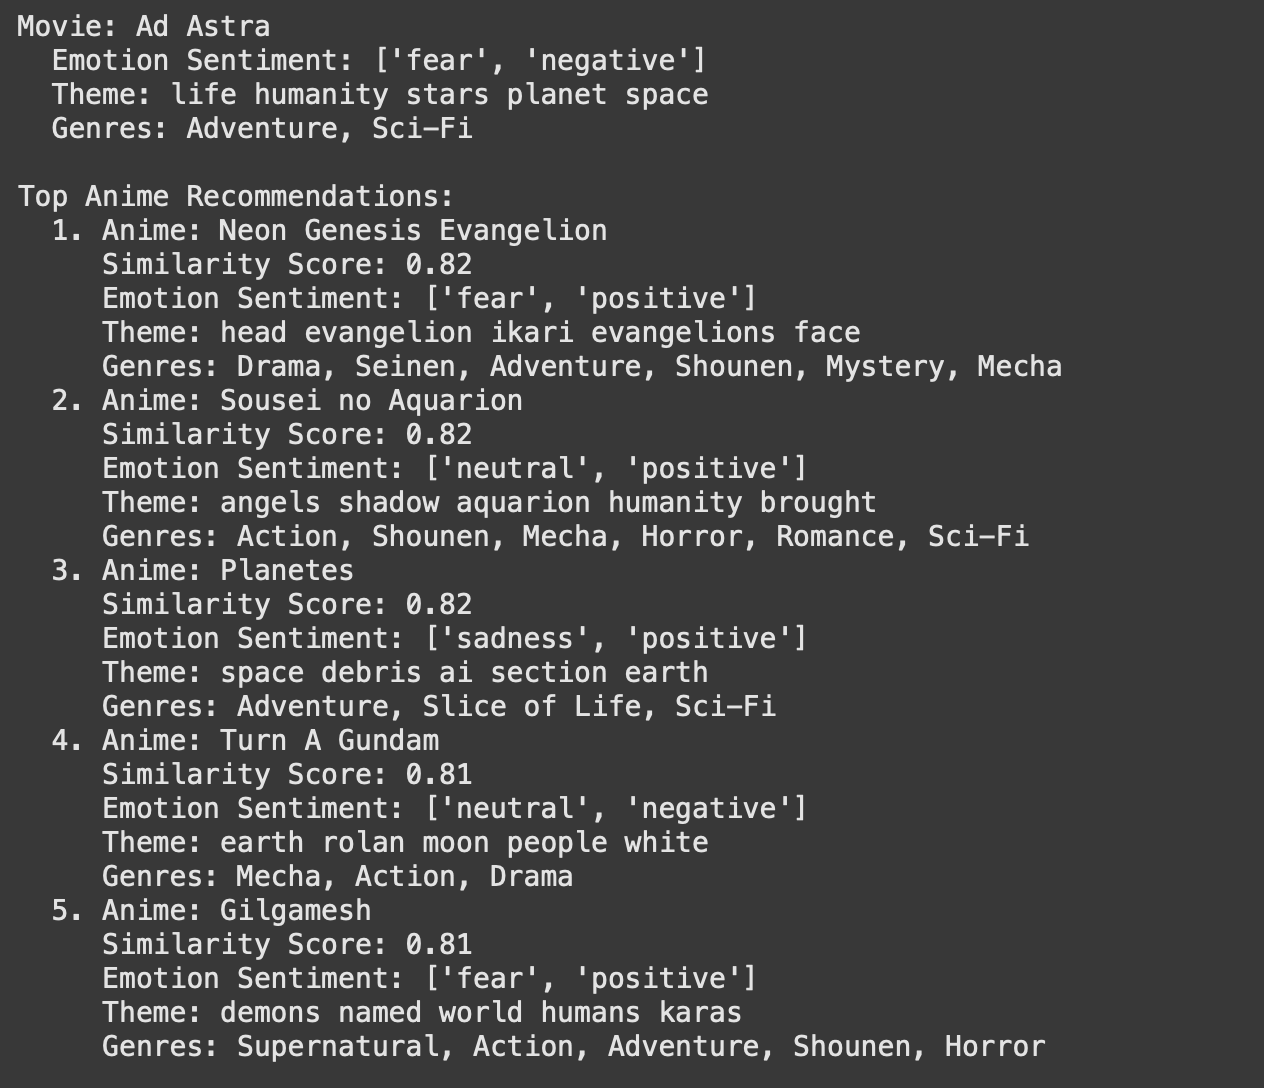 Movie: Ad Astra
Emotion Sentiment: ['fear', 'negative']
Theme: life humanity stars planet space
Genres: Adventure, Sci-Fi
Top Anime Recommendations:
1. Anime: Neon Genesis Evangelion
Similarity Score: 0.82
Emotion Sentiment: ['fear', 'positive']
Theme: head evangelion ikari evangelions face
Genres: Drama, Seinen, Adventure, Shounen, Mystery, Mecha
2. Anime: Sousei no Aquarion
Similarity Score: 0.82
Emotion Sentiment: ['neutral', 'positive']
Theme: angels shadow aquarion humanity brought
Genres: Action, Shounen, Mecha, Horror, Romance, Sci-Fi
3. Anime: Planetes
Similarity Score: 0.82
Emotion Sentiment: ['sadness', 'positive']
Theme: space debris ai section earth
Genres: Adventure, Slice of Life, Sci-Fi
4. Anime: Turn A Gundam
Similarity Score: 0.81
Emotion Sentiment: ['neutral', 'negative']
Theme: earth rolan moon people white
Genres: Mecha, Action, Drama
5. Anime: Gilgamesh
Similarity Score: 0.81
Emotion Sentiment: ['fear', 'positive']
Theme: demons named world humans karas
Genres: Supernatural, Action, Adventure, Shounen, Horror